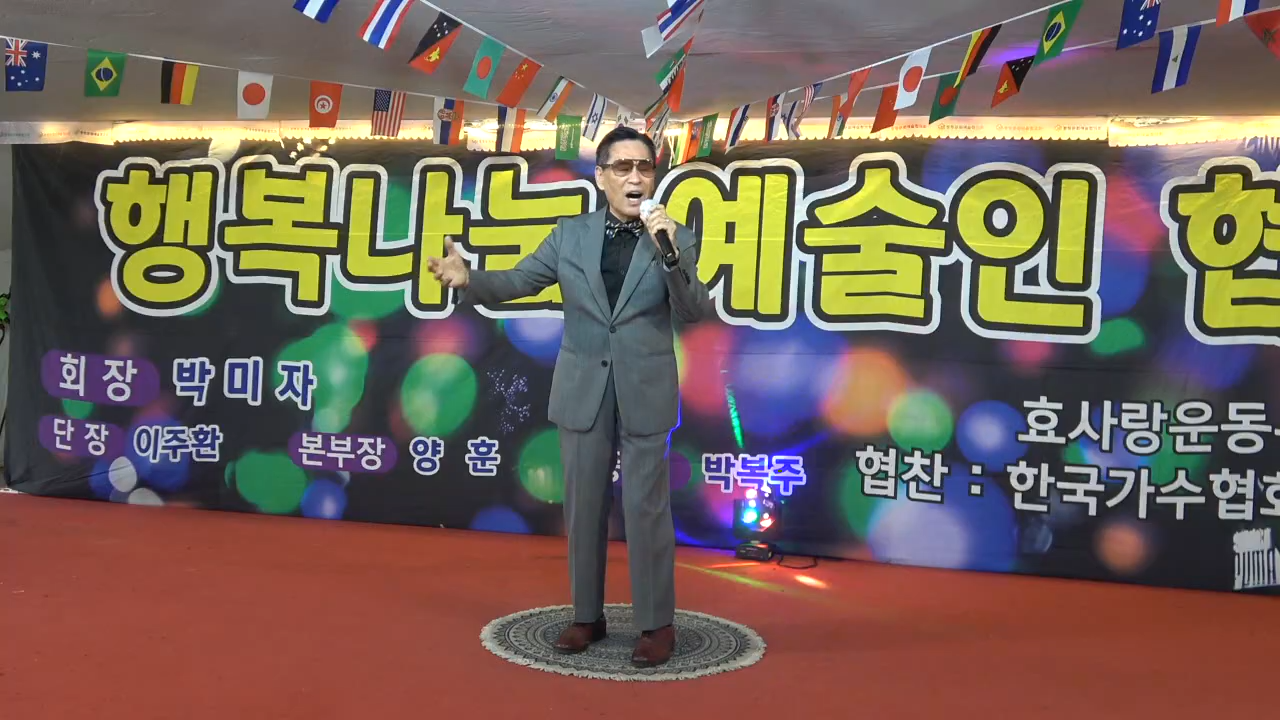 행복나눔 예술인 협
회 장 박 미 자
단 장 이주환 본부장 양 훈 박복주
효사랑운동
협찬 : 한국가수협회